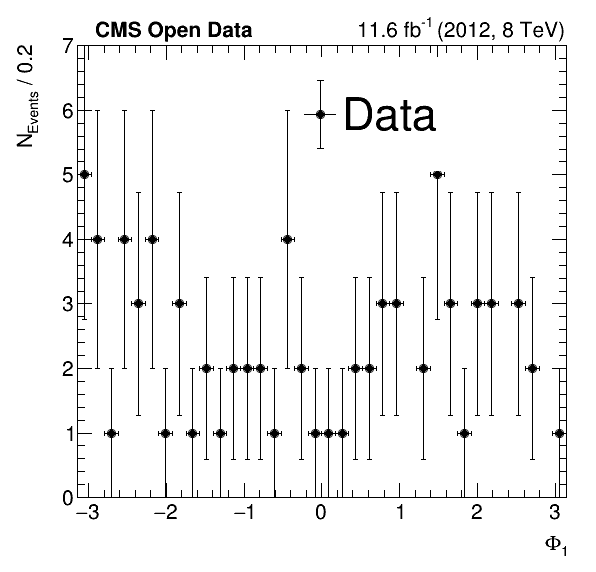 CMS Open Data 11.6 fb⁻¹ (2012, 8 TeV)
N_Events / 0.2
7
6
5
4
3
2
1
0
Data
−3 −2 −1 0 1 2 3
Φ₁